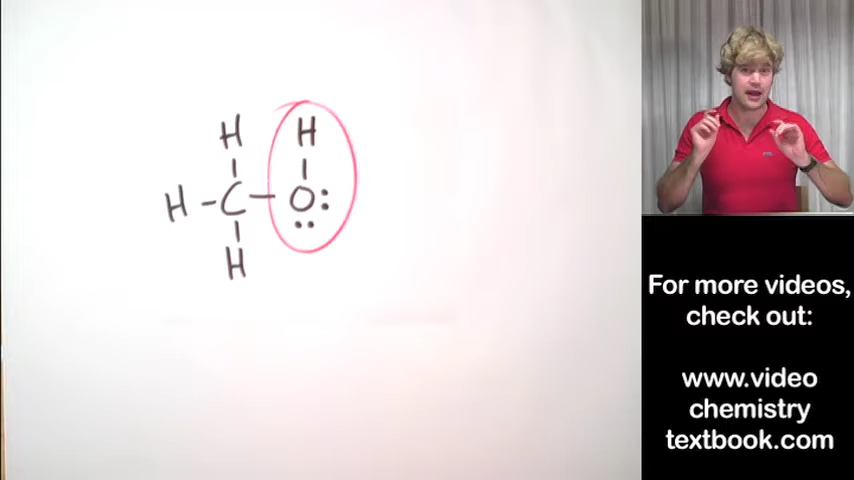 H H
H - C - O :
H
For more videos,
check out:
www.video
chemistry
textbook.com